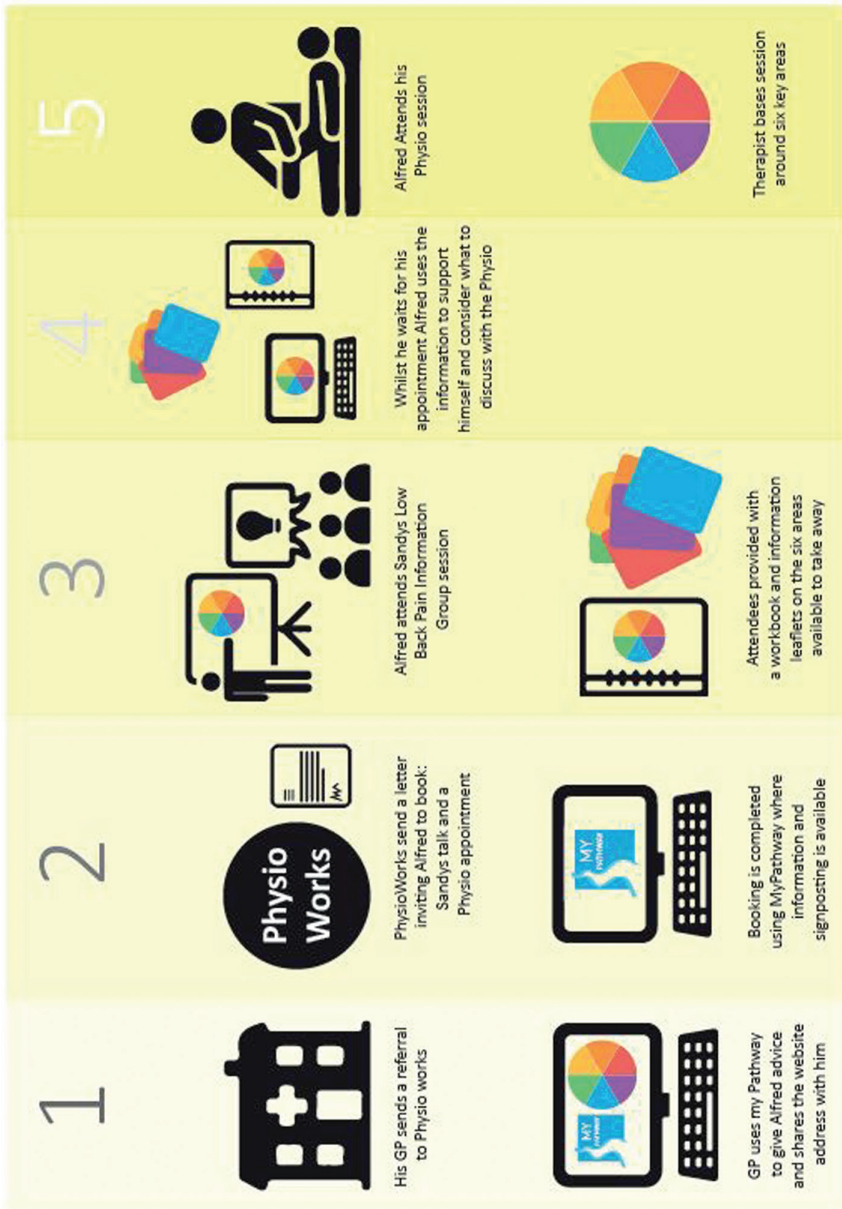 1
His GP sends a referral
to Physio works
MY
PATHWAY
GP uses my Pathway
to give Alfred advice
and shares the website
address with him
2
Physio
Works
PhysioWorks send a letter
inviting Alfred to book:
Sandys talk and a
Physio appointment
MY
PATHWAY
Booking is completed
using MyPathway where
information and
signposting is available
3
Alfred attends Sandys Low
Back Pain Information
Group session
Attendees provided with
a workbook and information
leaflets on the six areas
available to take away
4
Whilst he waits for his
appointment Alfred uses the
information to support
himself and consider what to
discuss with the Physio
5
Alfred Attends his
Physio session
Therapist bases session
around six key areas